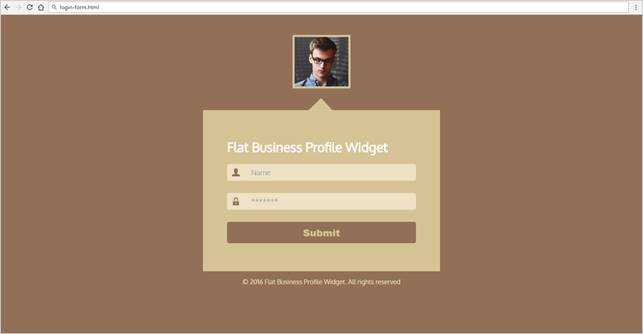 login-form.html
Flat Business Profile Widget
Name
*******
Submit
© 2016 Flat Business Profile Widget. All rights reserved